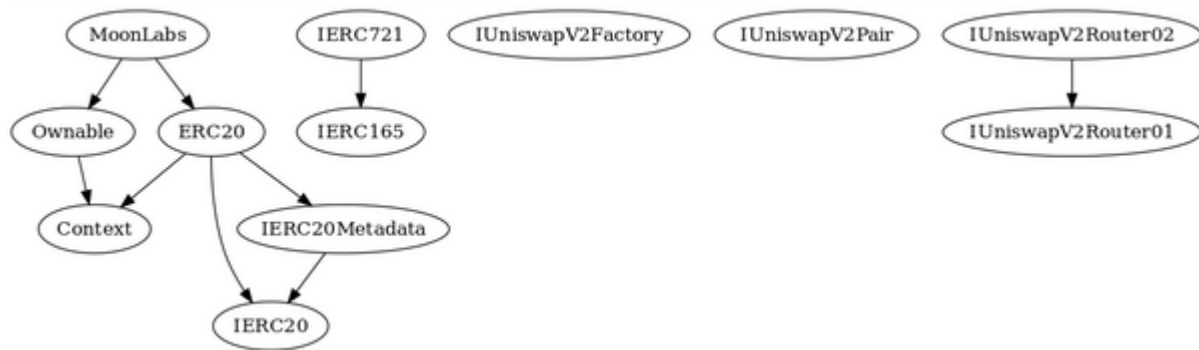 MoonLabs
IERC721
IUniswapV2Factory
IUniswapV2Pair
IUniswapV2Router02
Ownable
ERC20
IERC165
IUniswapV2Router01
Context
IERC20Metadata
IERC20